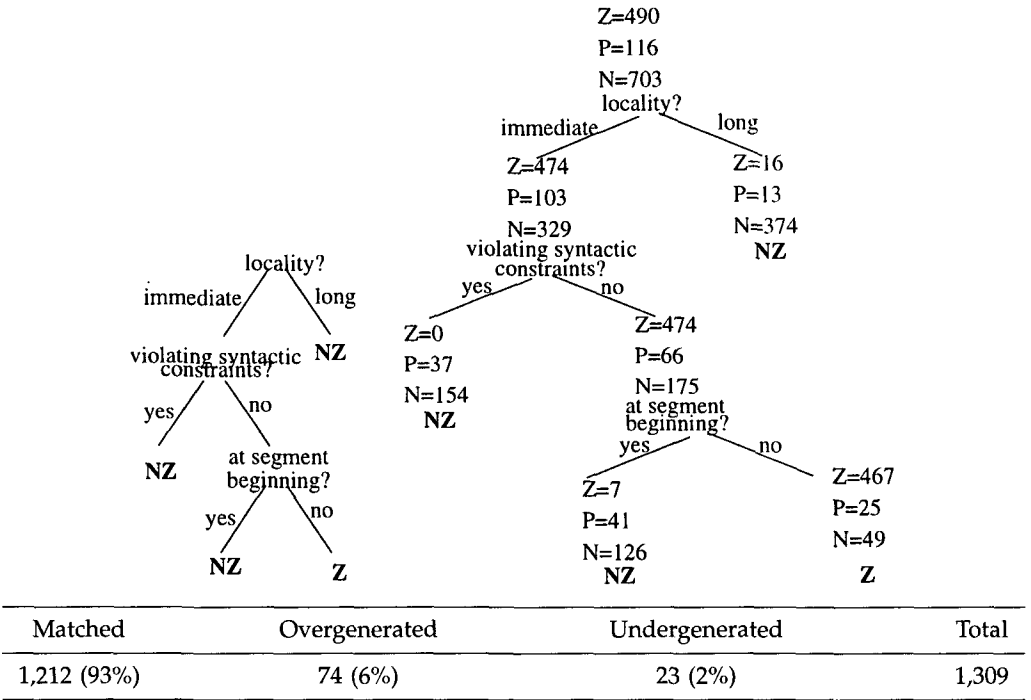 Z=490
P=116
N=703
locality?
immediate
long
Z=474
P=103
N=329
violating syntactic
constraints?
Z=16
P=13
N=374
NZ
yes
no
Z=0
P=37
N=154
NZ
Z=474
P=66
N=175
at segment
beginning?
yes
no
Z=7
P=41
N=126
NZ
Z=467
P=25
N=49
Z
locality?
immediate
long
violating syntactic
constraints?
NZ
yes
no
NZ
at segment
beginning?
yes
no
NZ
Z
Matched Overgenerated Undergenerated Total
1,212 (93%) 74 (6%) 23 (2%) 1,309